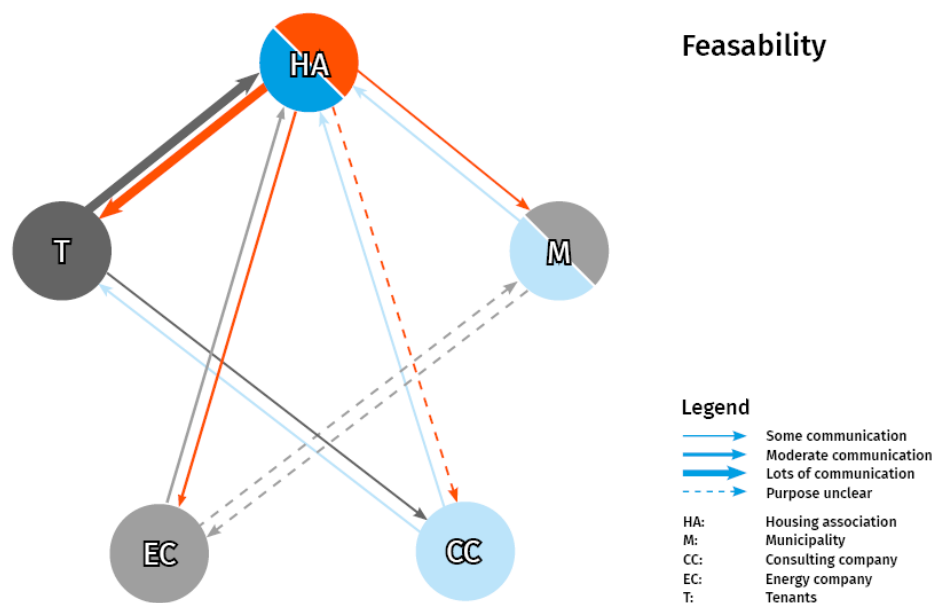 Feasability
HA
T
M
EC
CC
Legend
Some communication
Moderate communication
Lots of communication
Purpose unclear
HA: Housing association
M: Municipality
CC: Consulting company
EC: Energy company
T: Tenants